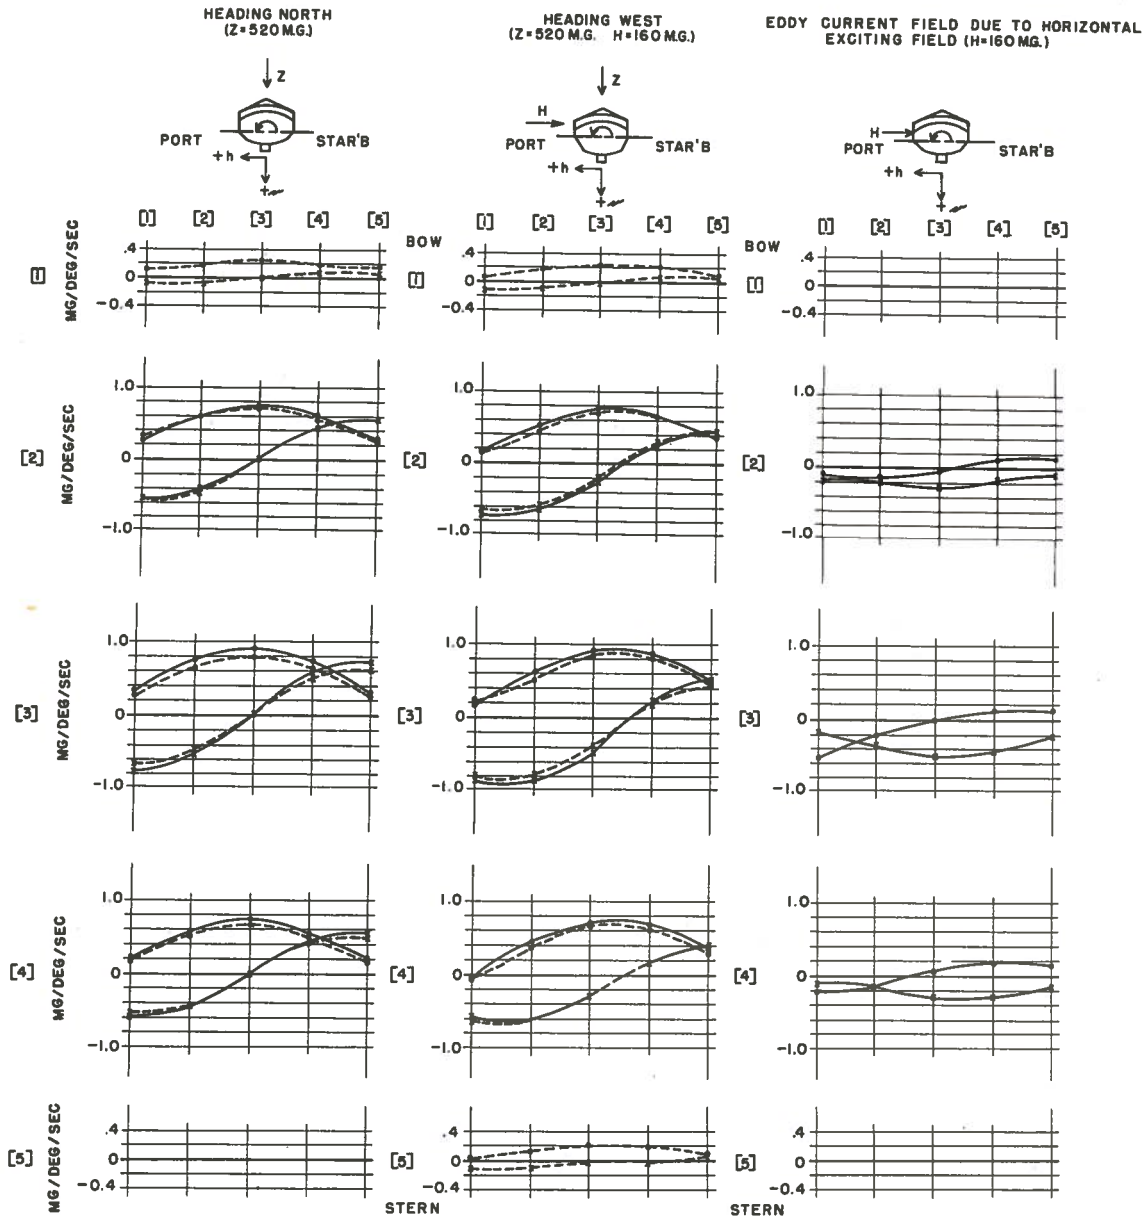 HEADING NORTH
(Z=520 M.G.)
Z
PORT
STAR'B
+h
HEADING WEST
(Z=520 M.G. H=160 M.G.)
Z
H
PORT
STAR'B
+h
EDDY CURRENT FIELD DUE TO HORIZONTAL
EXCITING FIELD (H=160 MG.)
H
PORT
STAR'B
+h
[1] [2] [3] [4] [5]
[1] [2] [3] [4] [5]
[1] [2] [3] [4] [5]
BOW
BOW
[1]
MG/DEG/SEC
.4
0
-0.4
[1]
.4
0
-0.4
[1]
.4
0
-0.4
[2]
MG/DEG/SEC
1.0
0
-1.0
[2]
1.0
0
-1.0
[2]
1.0
0
-1.0
[3]
MG/DEG/SEC
1.0
0
-1.0
[3]
1.0
0
-1.0
[3]
1.0
0
-1.0
[4]
MG/DEG/SEC
1.0
0
-1.0
[4]
1.0
0
-1.0
[4]
1.0
0
-1.0
[5]
MG/DEG/SEC
.4
0
-0.4
[5]
.4
0
-0.4
[5]
.4
0
-0.4
STERN
STERN